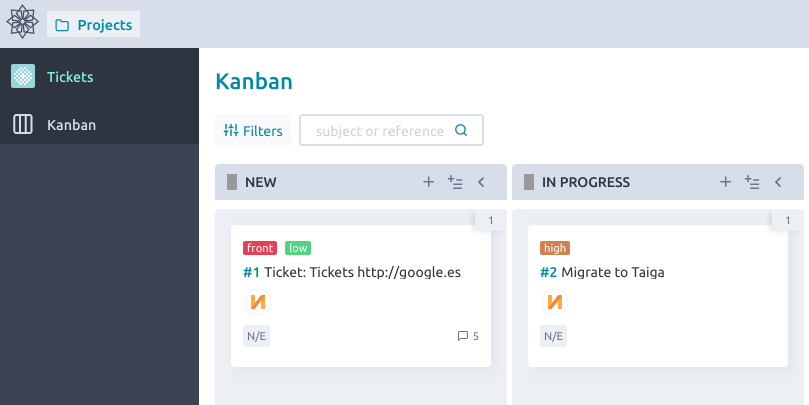 Projects
Tickets
Kanban
Kanban
Filters
subject or reference
NEW
IN PROGRESS
1
1
front low
#1 Ticket: Tickets http://google.es
N/E
5
high
#2 Migrate to Taiga
N/E